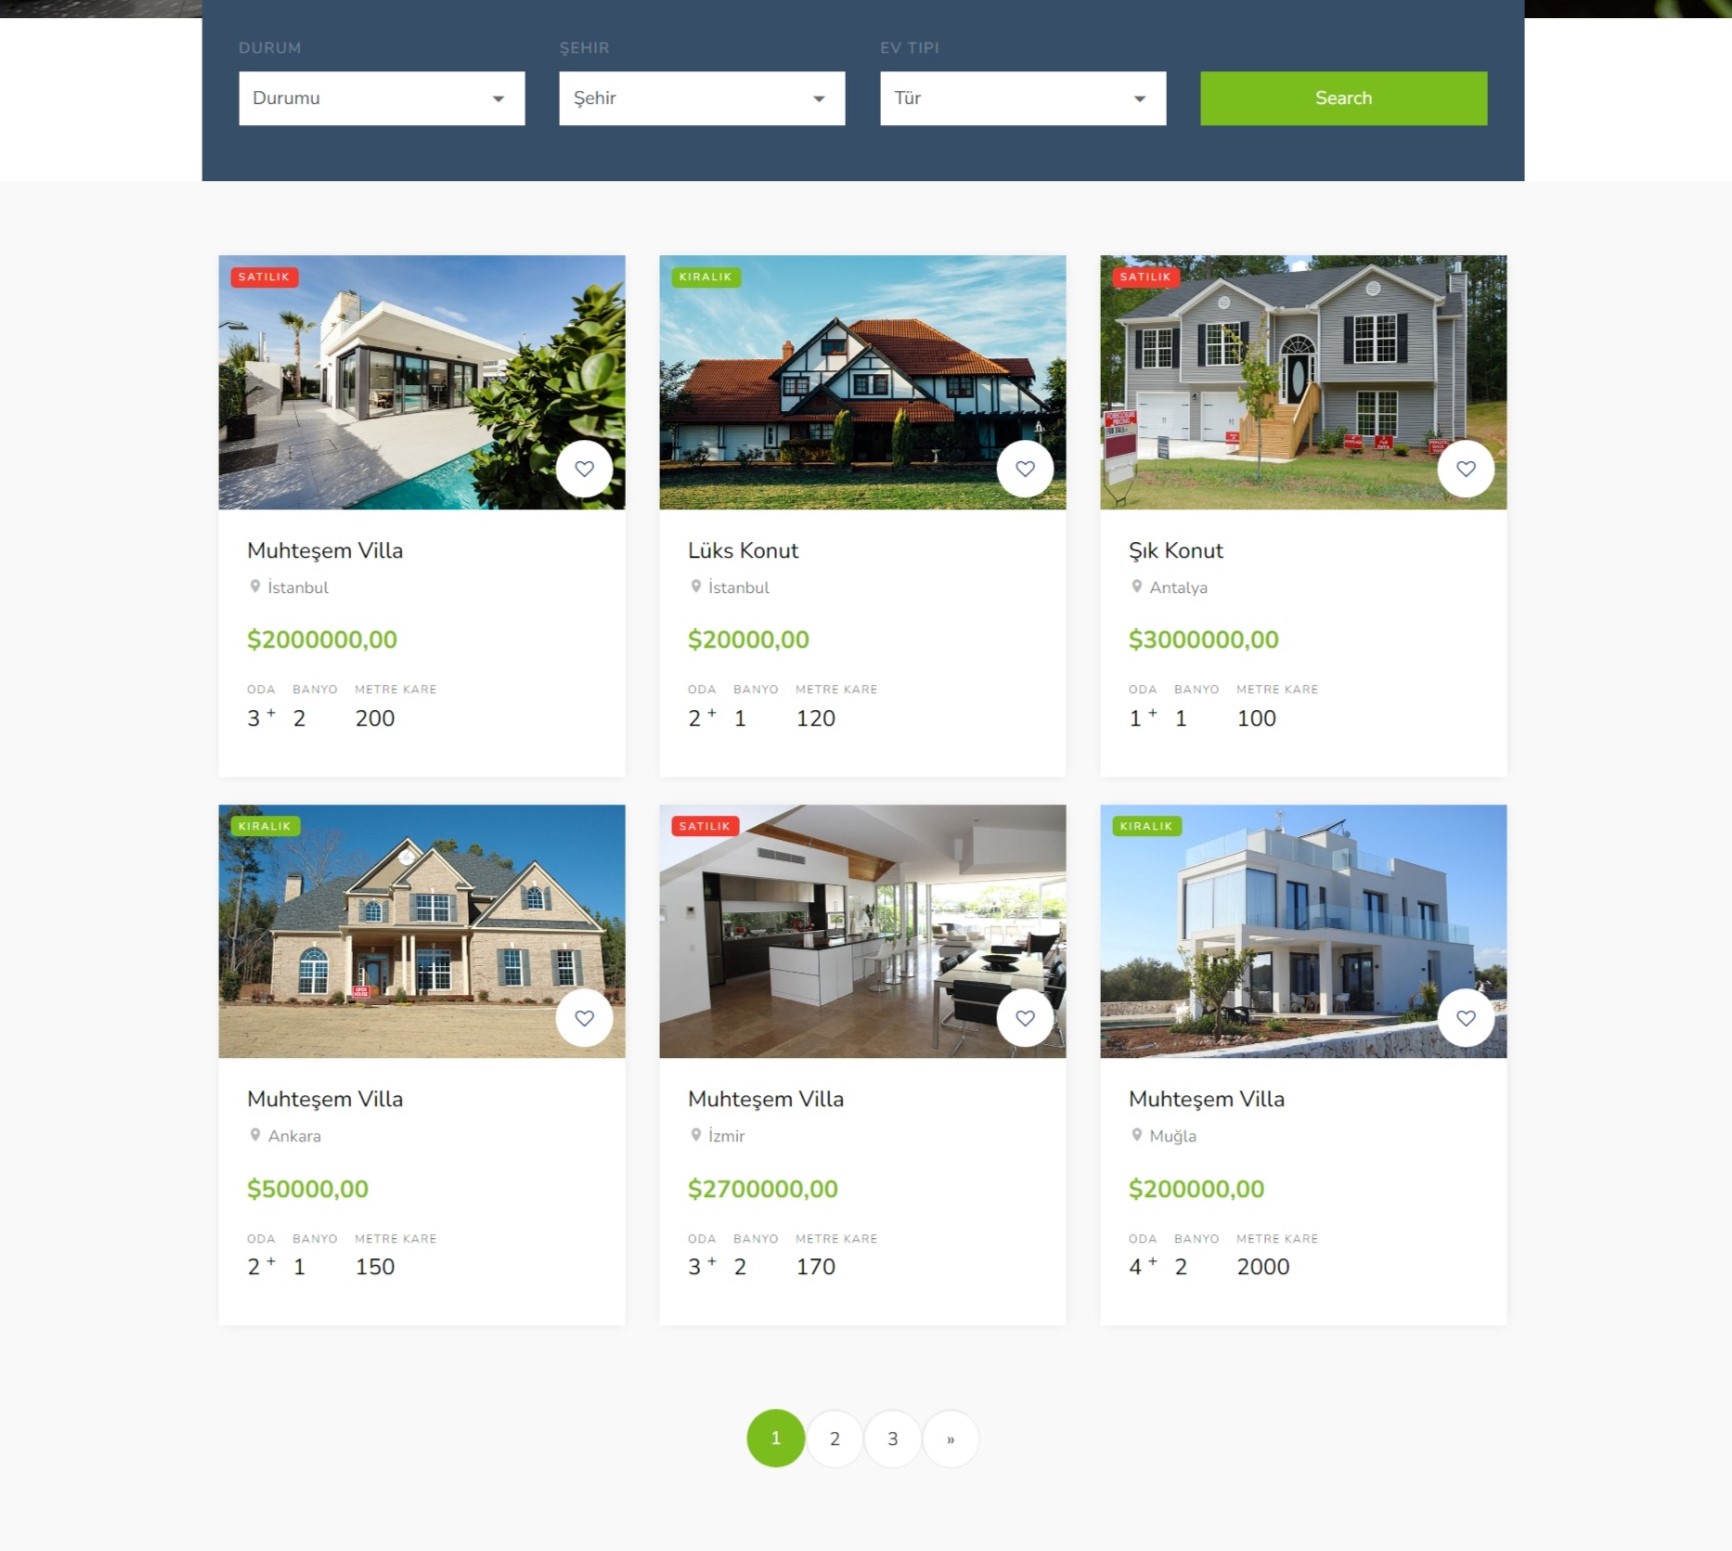 DURUM ŞEHIR EV TIPI
Durumu Şehir Tür Search
SATILIK
Muhteşem Villa
İstanbul
$2000000,00
ODA BANYO METRE KARE
3 + 2 200
KIRALIK
Lüks Konut
İstanbul
$20000,00
ODA BANYO METRE KARE
2 + 1 120
SATILIK
Şık Konut
Antalya
$3000000,00
ODA BANYO METRE KARE
1 + 1 100
KIRALIK
Muhteşem Villa
Ankara
$50000,00
ODA BANYO METRE KARE
2 + 1 150
SATILIK
Muhteşem Villa
İzmir
$2700000,00
ODA BANYO METRE KARE
3 + 2 170
KIRALIK
Muhteşem Villa
Muğla
$200000,00
ODA BANYO METRE KARE
4 + 2 2000
1 2 3 »